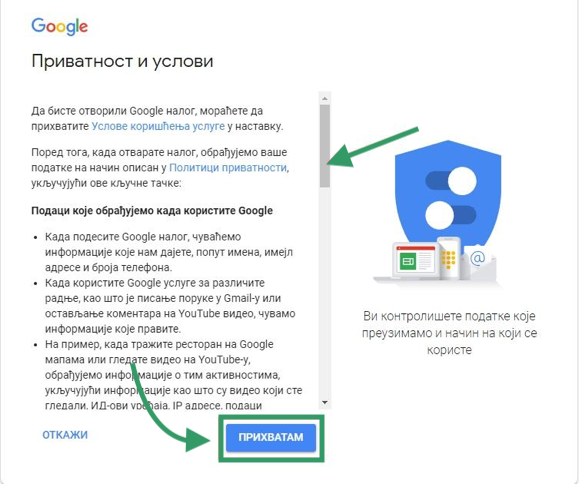 Google
Приватност и услови
Да бисте отворили Google налог, мораћете да
прихватите Услове коришћења услуге у наставку.
Поред тога, када отварате налог, обрађујемо ваше
податке на начин описан у Политици приватности,
укључујући ове кључне тачке:
Подаци које обрађујемо када користите Google
Када подесите Google налог, чуваћемо
информације које нам дајете, попут имена, имејл
адресе и броја телефона.
Када користите Google услуге за различите
радње, као што је писање поруке у Gmail-у или
остављање коментара на YouTube видео, чувамо
информације које правите.
На пример, када тражите ресторан на Google
мапама или гледате видео на YouTube-у,
обрађујемо информације о тим активностима,
укључујући информације као што су видео који сте
гледали, ИД-ови уређаја, IP адресе, подаци
Ви контролишете податке које
преузимамо и начин на који се
користе
ОТКАЖИ
ПРИХВАТАМ